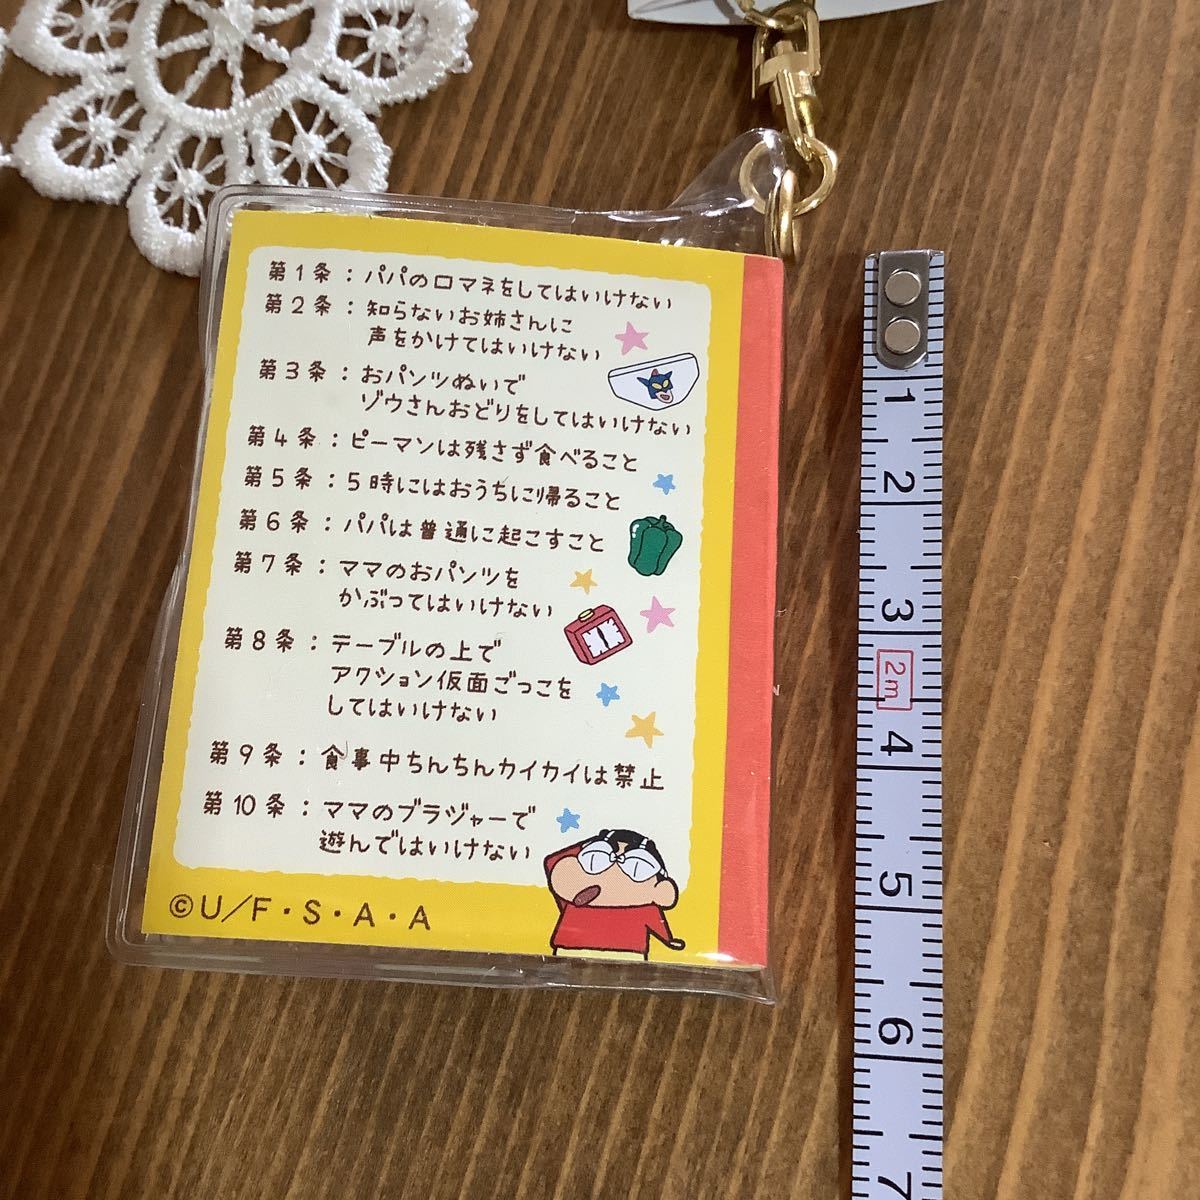 第1条：パパの口マネをしてはいけない
第2条：知らないお姉さんに
声をかけてはいけない
第3条：おパンツぬいで
ゾウさんおどりをしてはいけない
第4条：ピーマンは残さず食べること
第5条：5時にはおうちに帰ること
第6条：パパは普通に起こすこと
第7条：ママのおパンツを
かぶってはいけない
第8条：テーブルの上で
アクション仮面ごっこを
してはいけない
第9条：食事中ちんちんカイカイは禁止
第10条：ママのブラジャーで
遊んではいけない
©U/F・S・A・A
1
2
3
2m
4
5
6
7